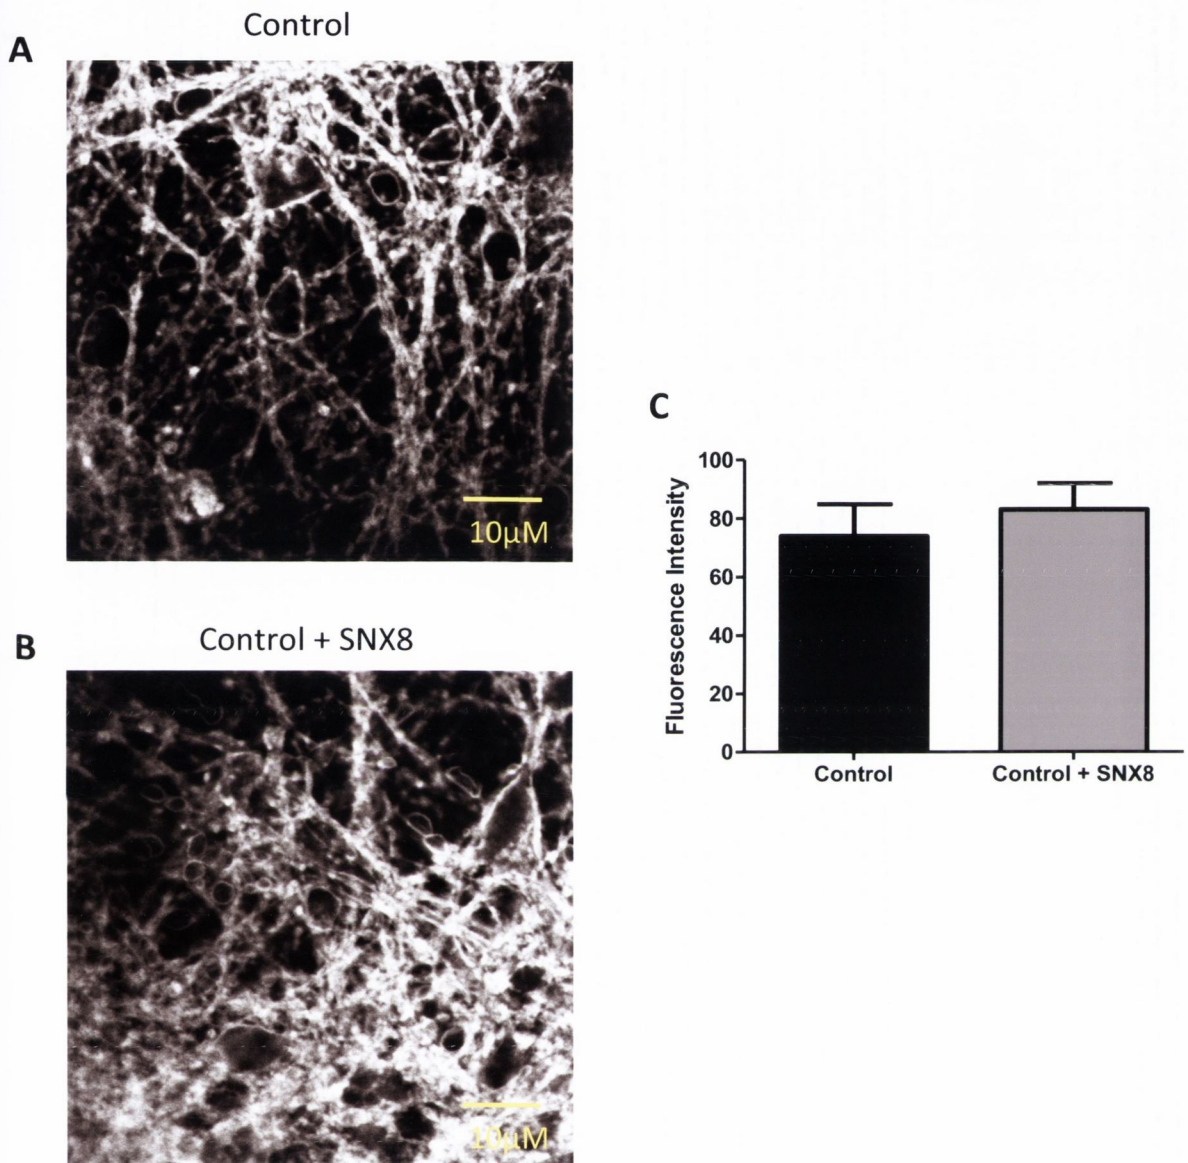 A
Control
10μM
B
Control + SNX8
10μM
C
Fluorescence Intensity
100
80
60
40
20
0
Control
Control + SNX8